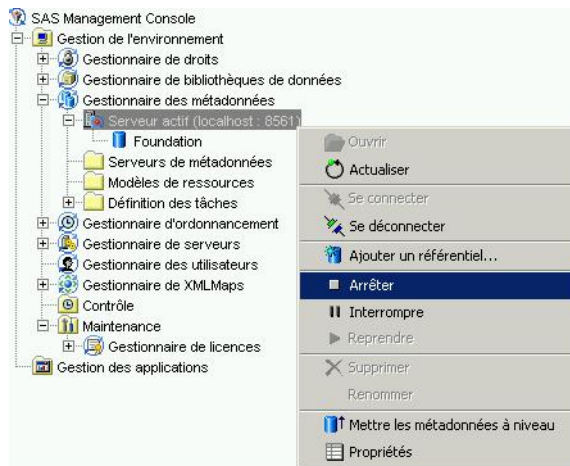 SAS Management Console
Gestion de l'environnement
Gestionnaire de droits
Gestionnaire de bibliothèques de données
Gestionnaire des métadonnées
Serveur actif (localhost : 8561)
Foundation
Serveurs de métadonnées
Modèles de ressources
Définition des tâches
Gestionnaire d'ordonnancement
Gestionnaire de serveurs
Gestionnaire des utilisateurs
Gestionnaire de XMLMaps
Contrôle
Maintenance
Gestionnaire de licences
Gestion des applications
Ouvrir
Actualiser
Se connecter
Se déconnecter
Ajouter un référentiel...
Arrêter
Interrompre
Reprendre
Supprimer
Renommer
Mettre les métadonnées à niveau
Propriétés